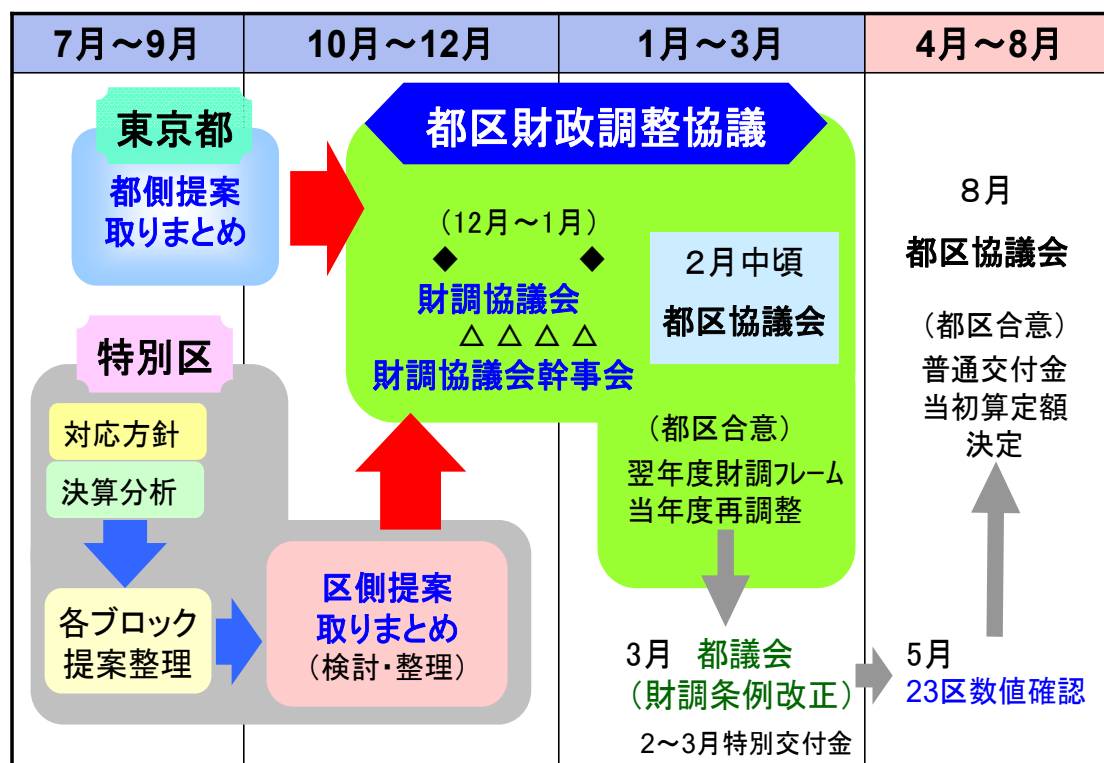 7月～9月
10月～12月
1月～3月
4月～8月
東京都
都側提案
取りまとめ
特別区
対応方針
決算分析
各ブロック
提案整理
区側提案
取りまとめ
(検討・整理)
都区財政調整協議
(12月～1月)
◆ ◆
財調協議会
△ △ △ △
財調協議会幹事会
2月中頃
都区協議会
(都区合意)
翌年度財調フレーム
当年度再調整
3月 都議会
(財調条例改正)
2～3月特別交付金
8月
都区協議会
(都区合意)
普通交付金
当初算定額
決定
5月
23区数値確認